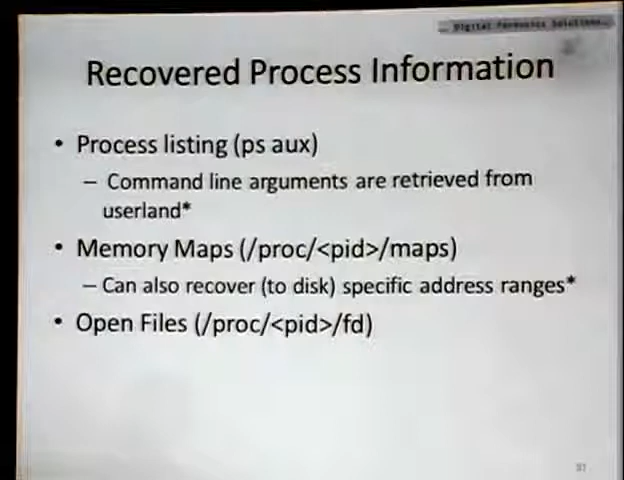 Digital Forensics Solutions
Recovered Process Information
• Process listing (ps aux)
– Command line arguments are retrieved from
userland*
• Memory Maps (/proc/<pid>/maps)
– Can also recover (to disk) specific address ranges*
• Open Files (/proc/<pid>/fd)